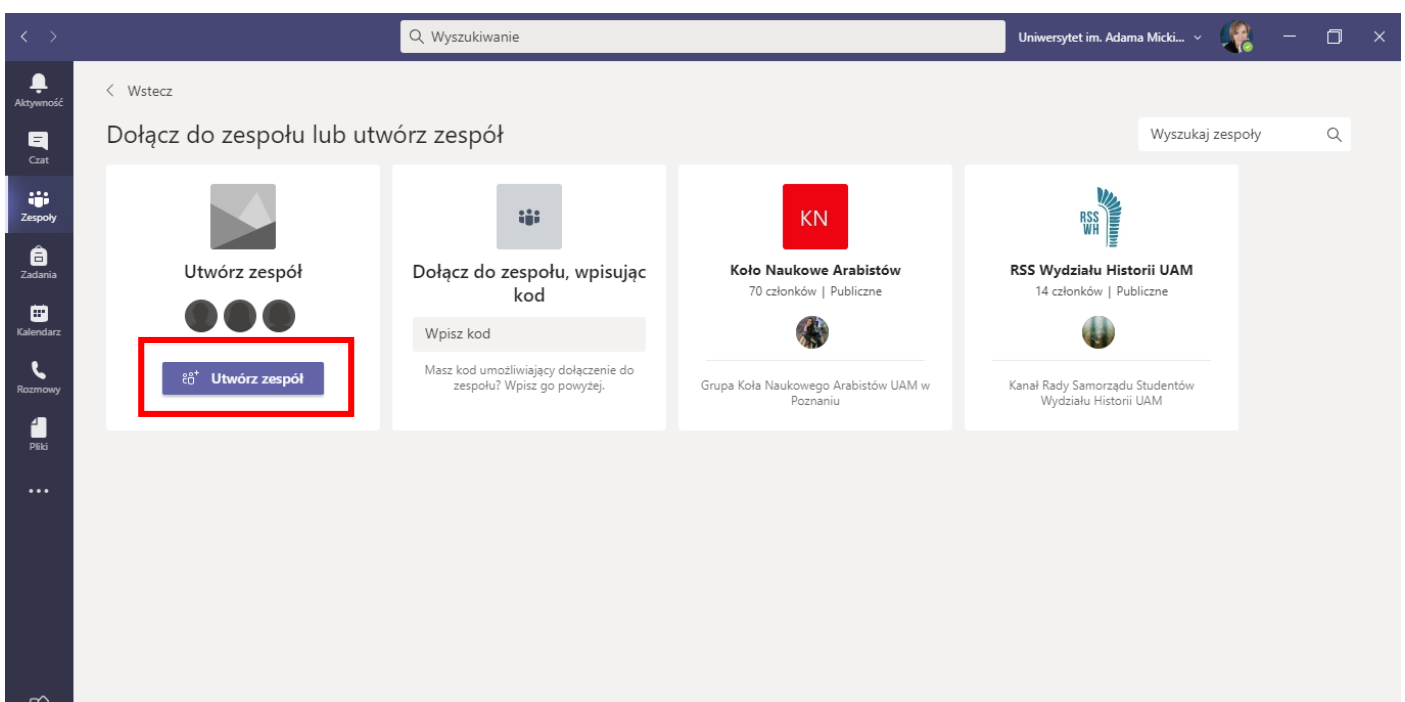 Wyszukiwanie
Uniwersytet im. Adama Micki...
Aktywność
Czat
Zespoły
Zadania
Kalendarz
Rozmowy
Pliki
Wstecz
Dołącz do zespołu lub utwórz zespół
Wyszukaj zespoły
Utwórz zespół
Utwórz zespół
Dołącz do zespołu, wpisując
kod
Wpisz kod
Masz kod umożliwiający dołączenie do
zespołu? Wpisz go powyżej.
KN
Koło Naukowe Arabistów
70 członków | Publiczne
Grupa Koła Naukowego Arabistów UAM w
Poznaniu
RSS
WH
RSS Wydziału Historii UAM
14 członków | Publiczne
Kanał Rady Samorządu Studentów
Wydziału Historii UAM